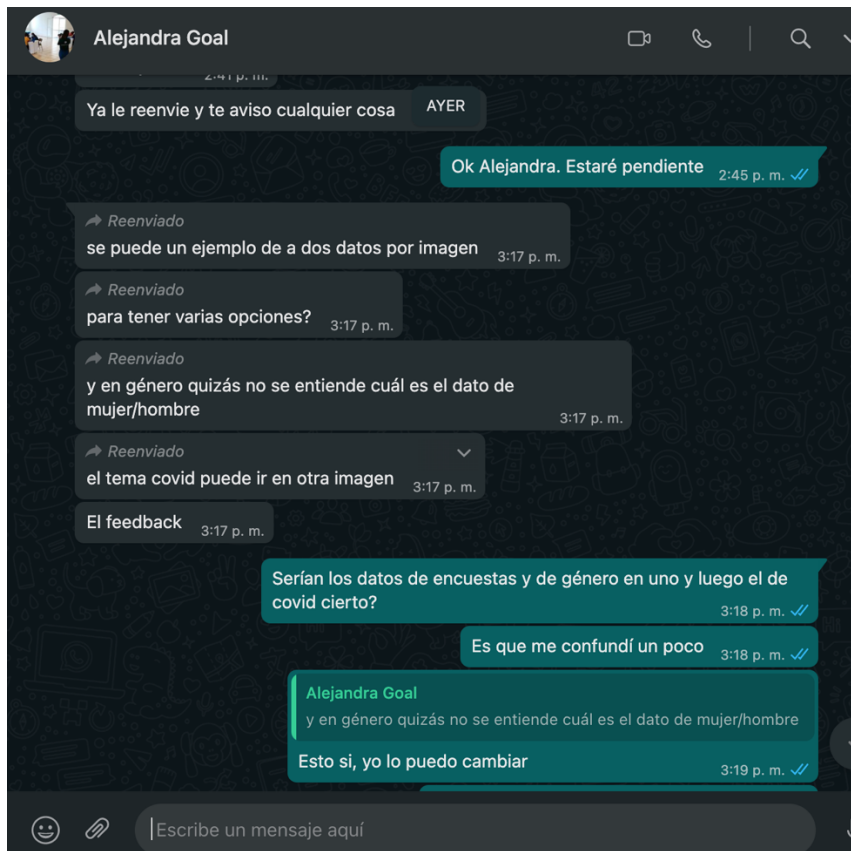 Alejandra Goal
2:41 p. m.
Ya le reenvie y te aviso cualquier cosa
AYER
Ok Alejandra. Estaré pendiente
2:45 p. m.
Reenviado
se puede un ejemplo de a dos datos por imagen
3:17 p. m.
Reenviado
para tener varias opciones?
3:17 p. m.
Reenviado
y en género quizás no se entiende cuál es el dato de
mujer/hombre
3:17 p. m.
Reenviado
el tema covid puede ir en otra imagen
3:17 p. m.
El feedback
3:17 p. m.
Serían los datos de encuestas y de género en uno y luego el de
covid cierto?
3:18 p. m.
Es que me confundí un poco
3:18 p. m.
Alejandra Goal
y en género quizás no se entiende cuál es el dato de mujer/hombre
Esto si, yo lo puedo cambiar
3:19 p. m.
Escribe un mensaje aquí